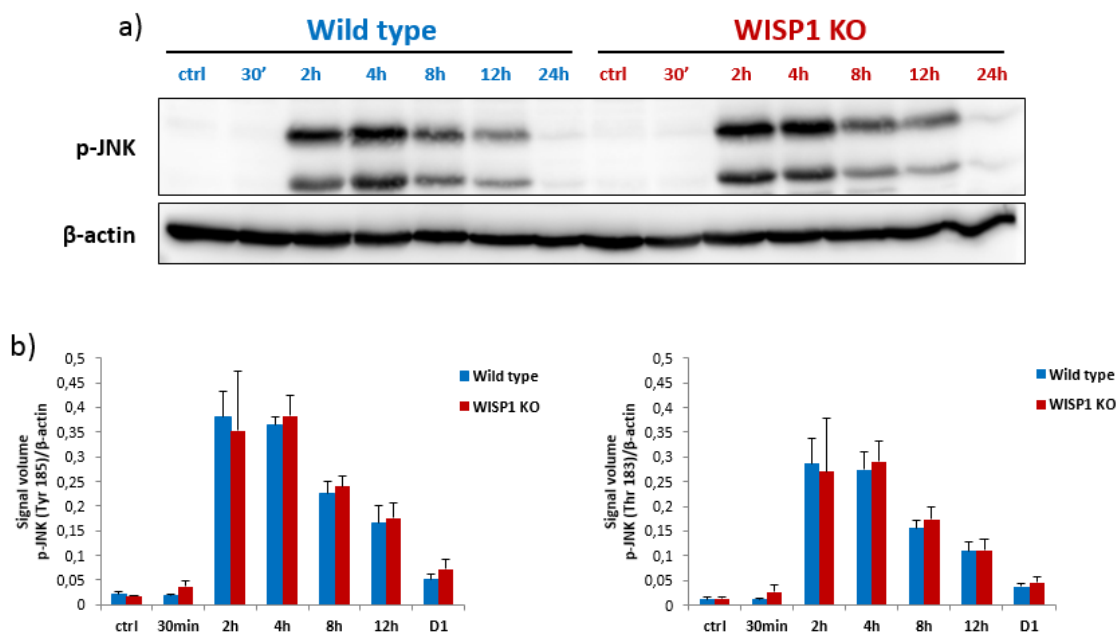 a)
Wild type WISP1 KO
ctrl 30' 2h 4h 8h 12h 24h ctrl 30' 2h 4h 8h 12h 24h
p-JNK
β-actin
b)
Signal volume
p-JNK (Tyr 185)/β-actin
0,5
0,45
0,4
0,35
0,3
0,25
0,2
0,15
0,1
0,05
0
ctrl 30min 2h 4h 8h 12h D1
Wild type
WISP1 KO
Signal volume
p-JNK (Thr 183)/β-actin
0,5
0,45
0,4
0,35
0,3
0,25
0,2
0,15
0,1
0,05
0
ctrl 30min 2h 4h 8h 12h D1
Wild type
WISP1 KO